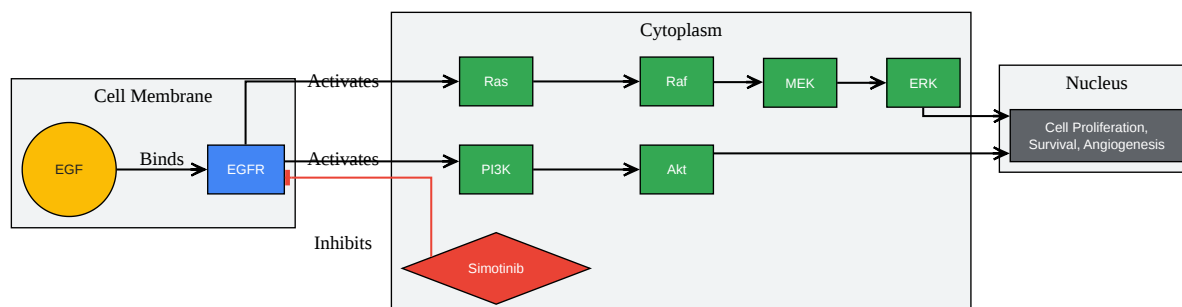 Cytoplasm
Cell Membrane
Nucleus
Activates
Ras
Raf
MEK
ERK
Cell Proliferation,
Survival, Angiogenesis
EGF
Binds
EGFR
Activates
PI3K
Akt
Inhibits
Simotinib